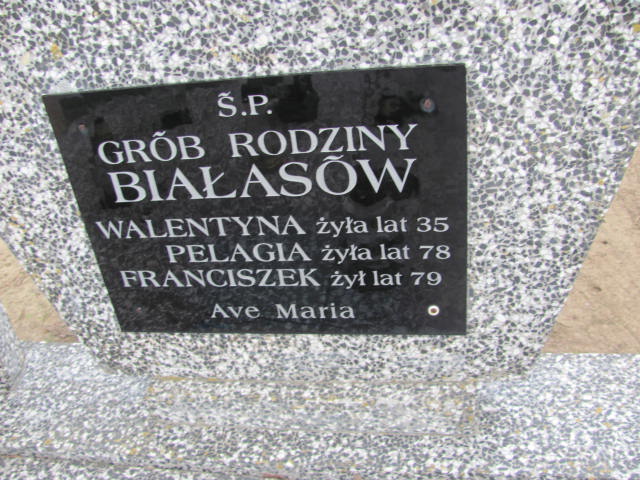 Š.P.
GRÕB RODZINY
BIAŁASÕW
WALENTYNA żyła lat 35
PELAGIA żyła lat 78
FRANCISZEK żył lat 79
Ave Maria